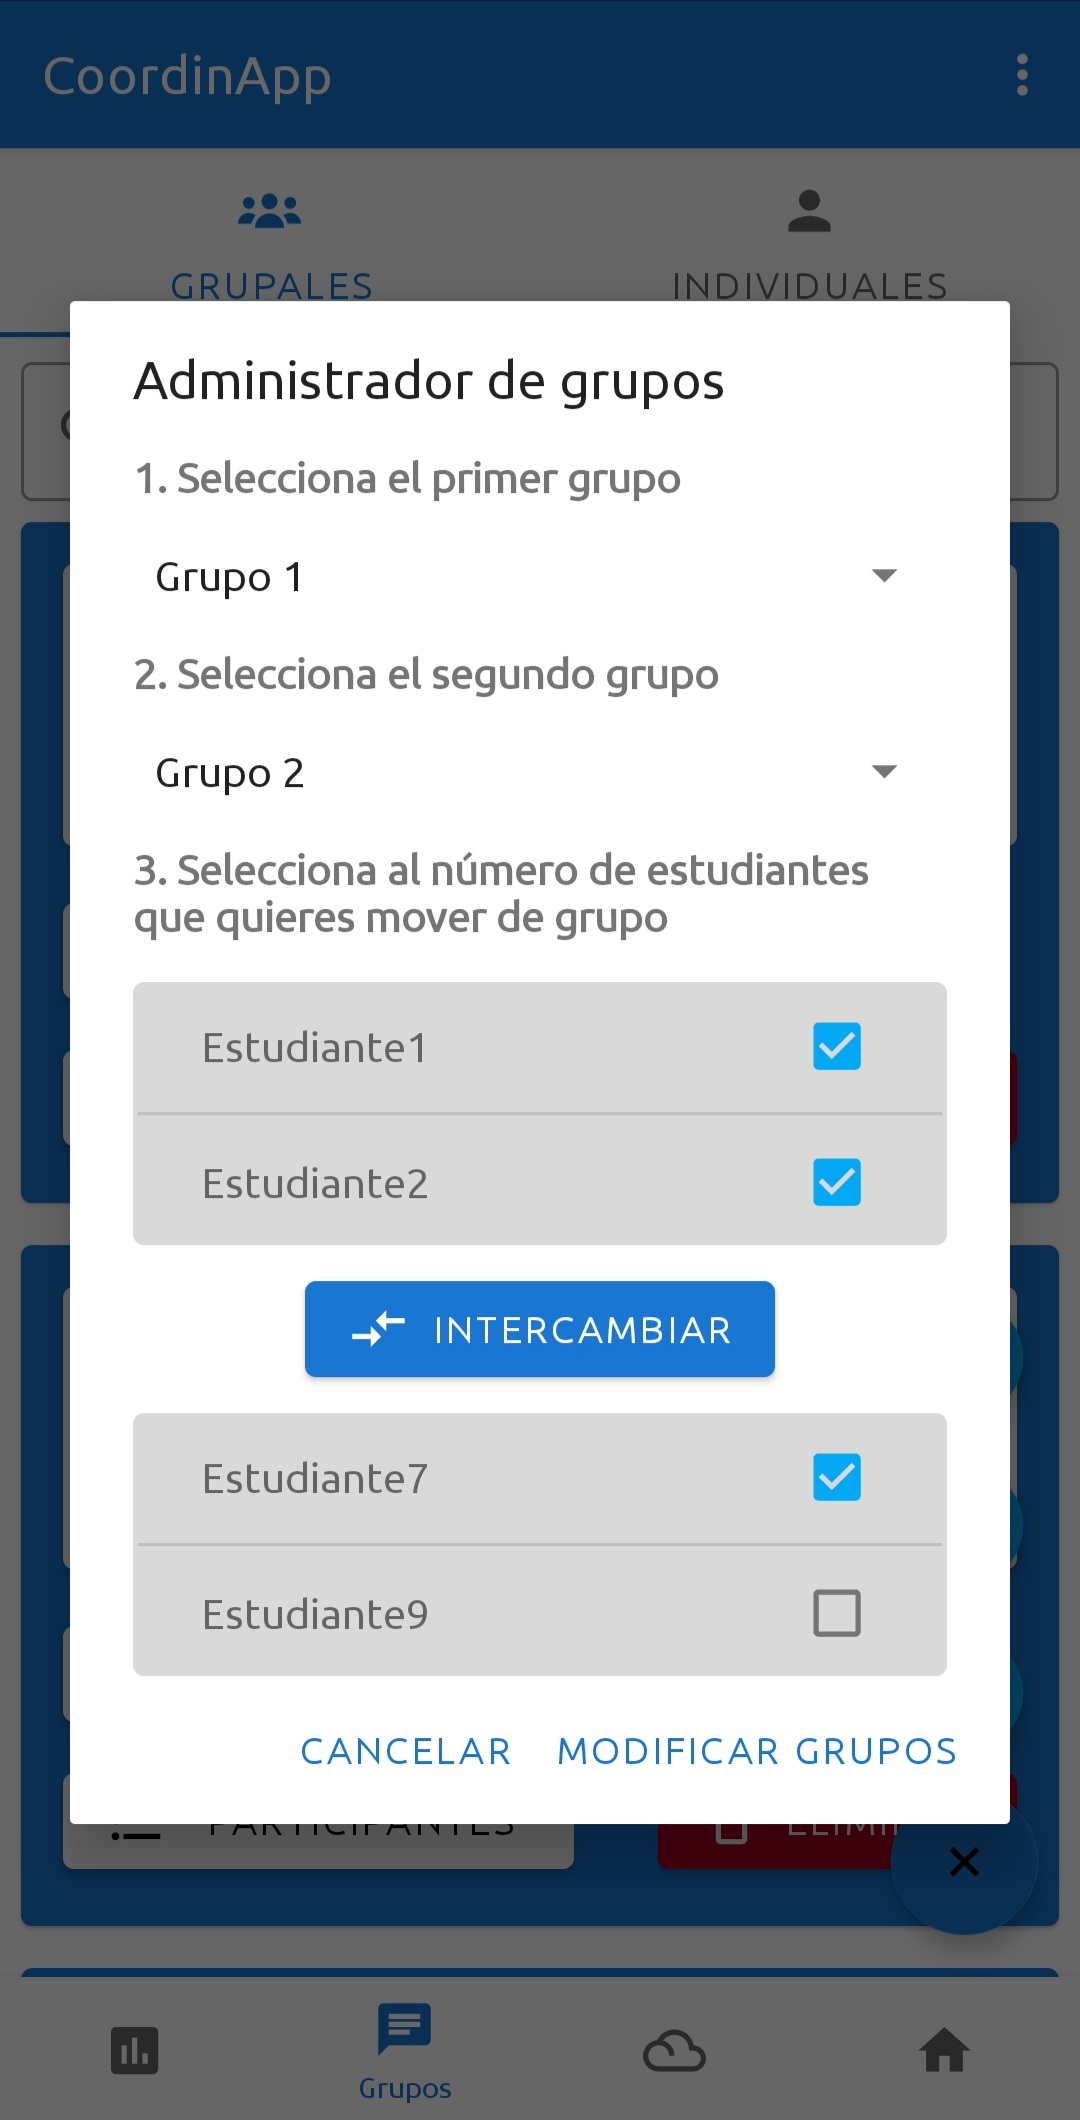 CoordinApp
GRUPALES
INDIVIDUALES
Administrador de grupos
1. Selecciona el primer grupo
Grupo 1
2. Selecciona el segundo grupo
Grupo 2
3. Selecciona al número de estudiantes
que quieres mover de grupo
Estudiante1
Estudiante2
INTERCAMBIAR
Estudiante7
Estudiante9
CANCELAR
MODIFICAR GRUPOS
PARTICIPANTES
ELIMI
Grupos